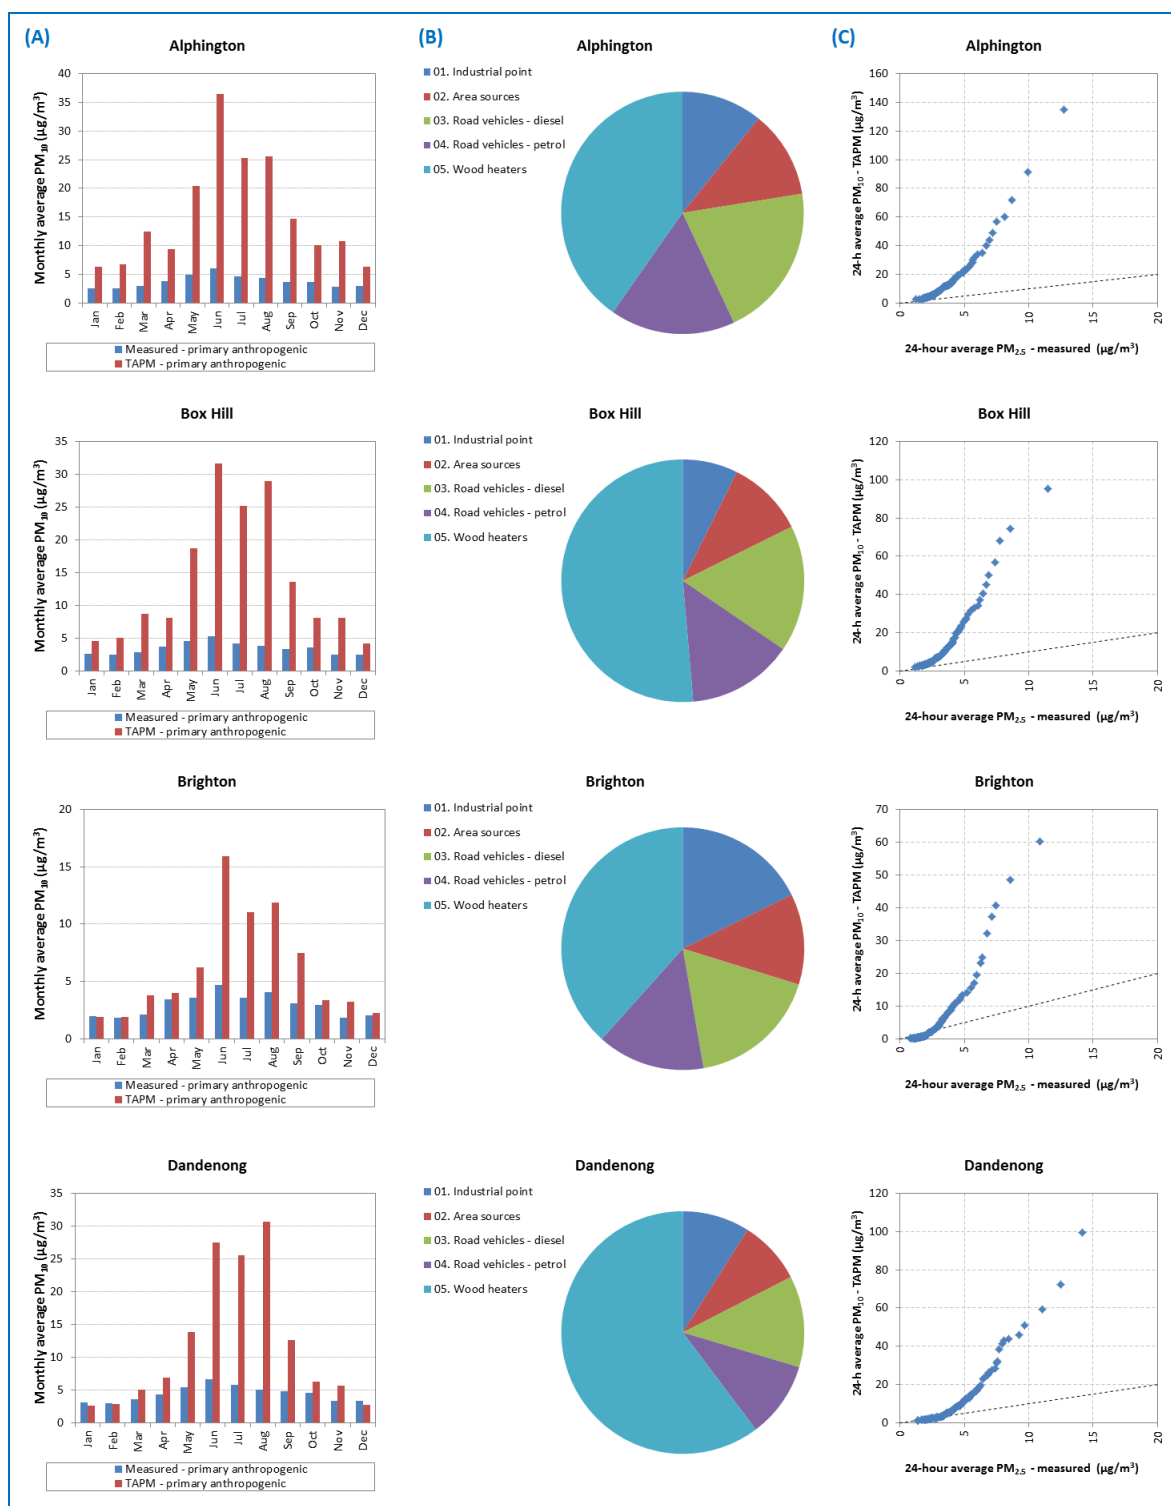 (A)
Alphington
Monthly average PM10 (µg/m³)
40
35
30
25
20
15
10
5
0
Jan
Feb
Mar
Apr
May
Jun
Jul
Aug
Sep
Oct
Nov
Dec
Measured - primary anthropogenic
TAPM - primary anthropogenic
(B)
Alphington
01. Industrial point
02. Area sources
03. Road vehicles - diesel
04. Road vehicles - petrol
05. Wood heaters
(C)
Alphington
24-h average PM10 - TAPM (µg/m³)
160
140
120
100
80
60
40
20
0
0
5
10
15
20
24-hour average PM2.5 - measured (µg/m³)
Box Hill
Monthly average PM10 (µg/m³)
35
30
25
20
15
10
5
0
Jan
Feb
Mar
Apr
May
Jun
Jul
Aug
Sep
Oct
Nov
Dec
Measured - primary anthropogenic
TAPM - primary anthropogenic
Box Hill
01. Industrial point
02. Area sources
03. Road vehicles - diesel
04. Road vehicles - petrol
05. Wood heaters
Box Hill
24-h average PM10 - TAPM (µg/m³)
120
100
80
60
40
20
0
0
5
10
15
20
24-hour average PM2.5 - measured (µg/m³)
Brighton
Monthly average PM10 (µg/m³)
20
15
10
5
0
Jan
Feb
Mar
Apr
May
Jun
Jul
Aug
Sep
Oct
Nov
Dec
Measured - primary anthropogenic
TAPM - primary anthropogenic
Brighton
01. Industrial point
02. Area sources
03. Road vehicles - diesel
04. Road vehicles - petrol
05. Wood heaters
Brighton
24-h average PM10 - TAPM (µg/m³)
70
60
50
40
30
20
10
0
0
5
10
15
20
24-hour average PM2.5 - measured (µg/m³)
Dandenong
Monthly average PM10 (µg/m³)
35
30
25
20
15
10
5
0
Jan
Feb
Mar
Apr
May
Jun
Jul
Aug
Sep
Oct
Nov
Dec
Measured - primary anthropogenic
TAPM - primary anthropogenic
Dandenong
01. Industrial point
02. Area sources
03. Road vehicles - diesel
04. Road vehicles - petrol
05. Wood heaters
Dandenong
24-h average PM10 - TAPM (µg/m³)
120
100
80
60
40
20
0
0
5
10
15
20
24-hour average PM2.5 - measured (µg/m³)